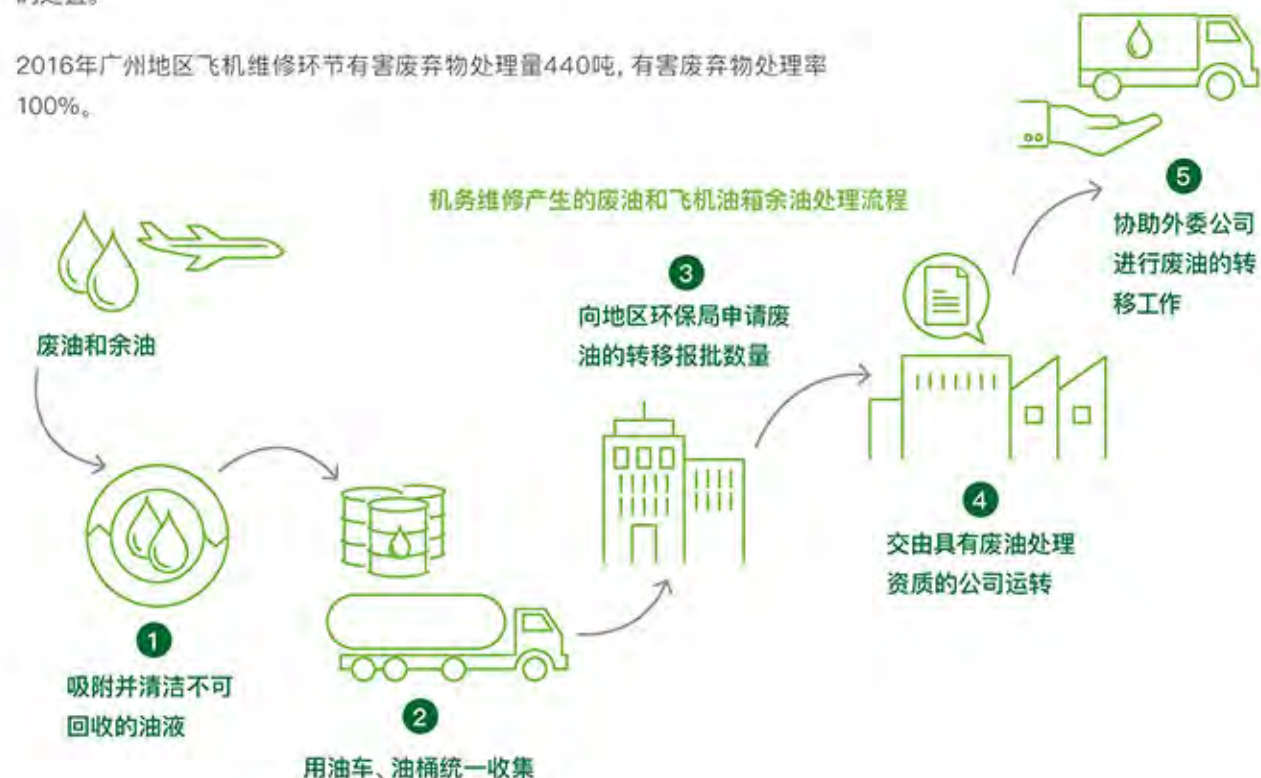 2016年广州地区飞机维修环节有害废弃物处理量440吨，有害废弃物处理率
100%。
机务维修产生的废油和飞机油箱余油处理流程
废油和余油
1
吸附并清洁不可
回收的油液
2
用油车、油桶统一收集
3
向地区环保局申请废
油的转移报批数量
4
交由具有废油处理
资质的公司运转
5
协助外委公司
进行废油的转
移工作